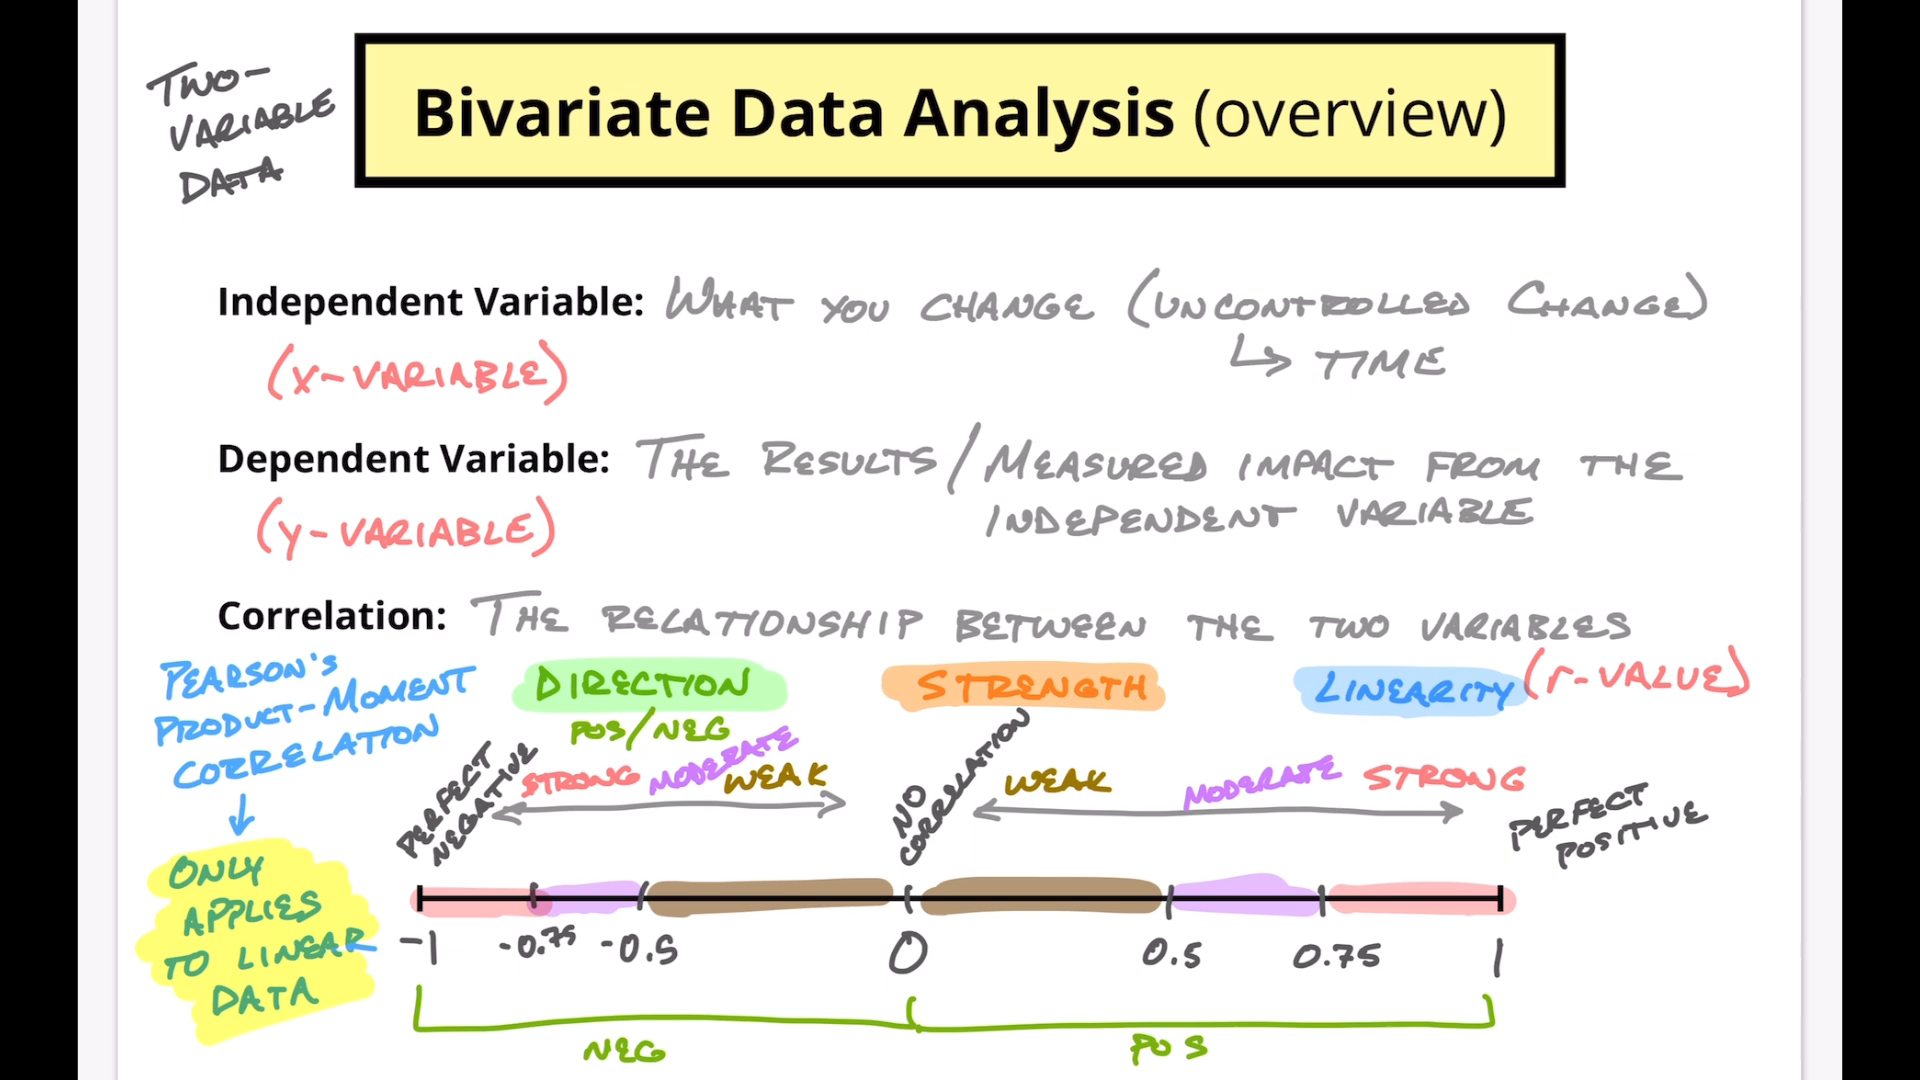 TWO-
VARIABLE
DATA
Bivariate Data Analysis (overview)
Independent Variable: WHAT YOU CHANGE (UNCONTROLLED CHANGE)
(x-VARIABLE)
↳ TIME
Dependent Variable: THE RESULTS / MEASURED IMPACT FROM THE
INDEPENDENT VARIABLE
(y-VARIABLE)
Correlation: THE RELATIONSHIP BETWEEN THE TWO VARIABLES
PEARSON'S
PRODUCT-MOMENT
CORRELATION
DIRECTION STRENGTH LINEARITY (r-VALUE)
POS/NEG
PERFECT
NEGATIVE
STRONG MODERATE WEAK
NO
CORRELATION
WEAK MODERATE STRONG
PERFECT
POSITIVE
ONLY
APPLIES
TO LINEAR
DATA
-1 -0.75 -0.5 0 0.5 0.75 1
NEG POS